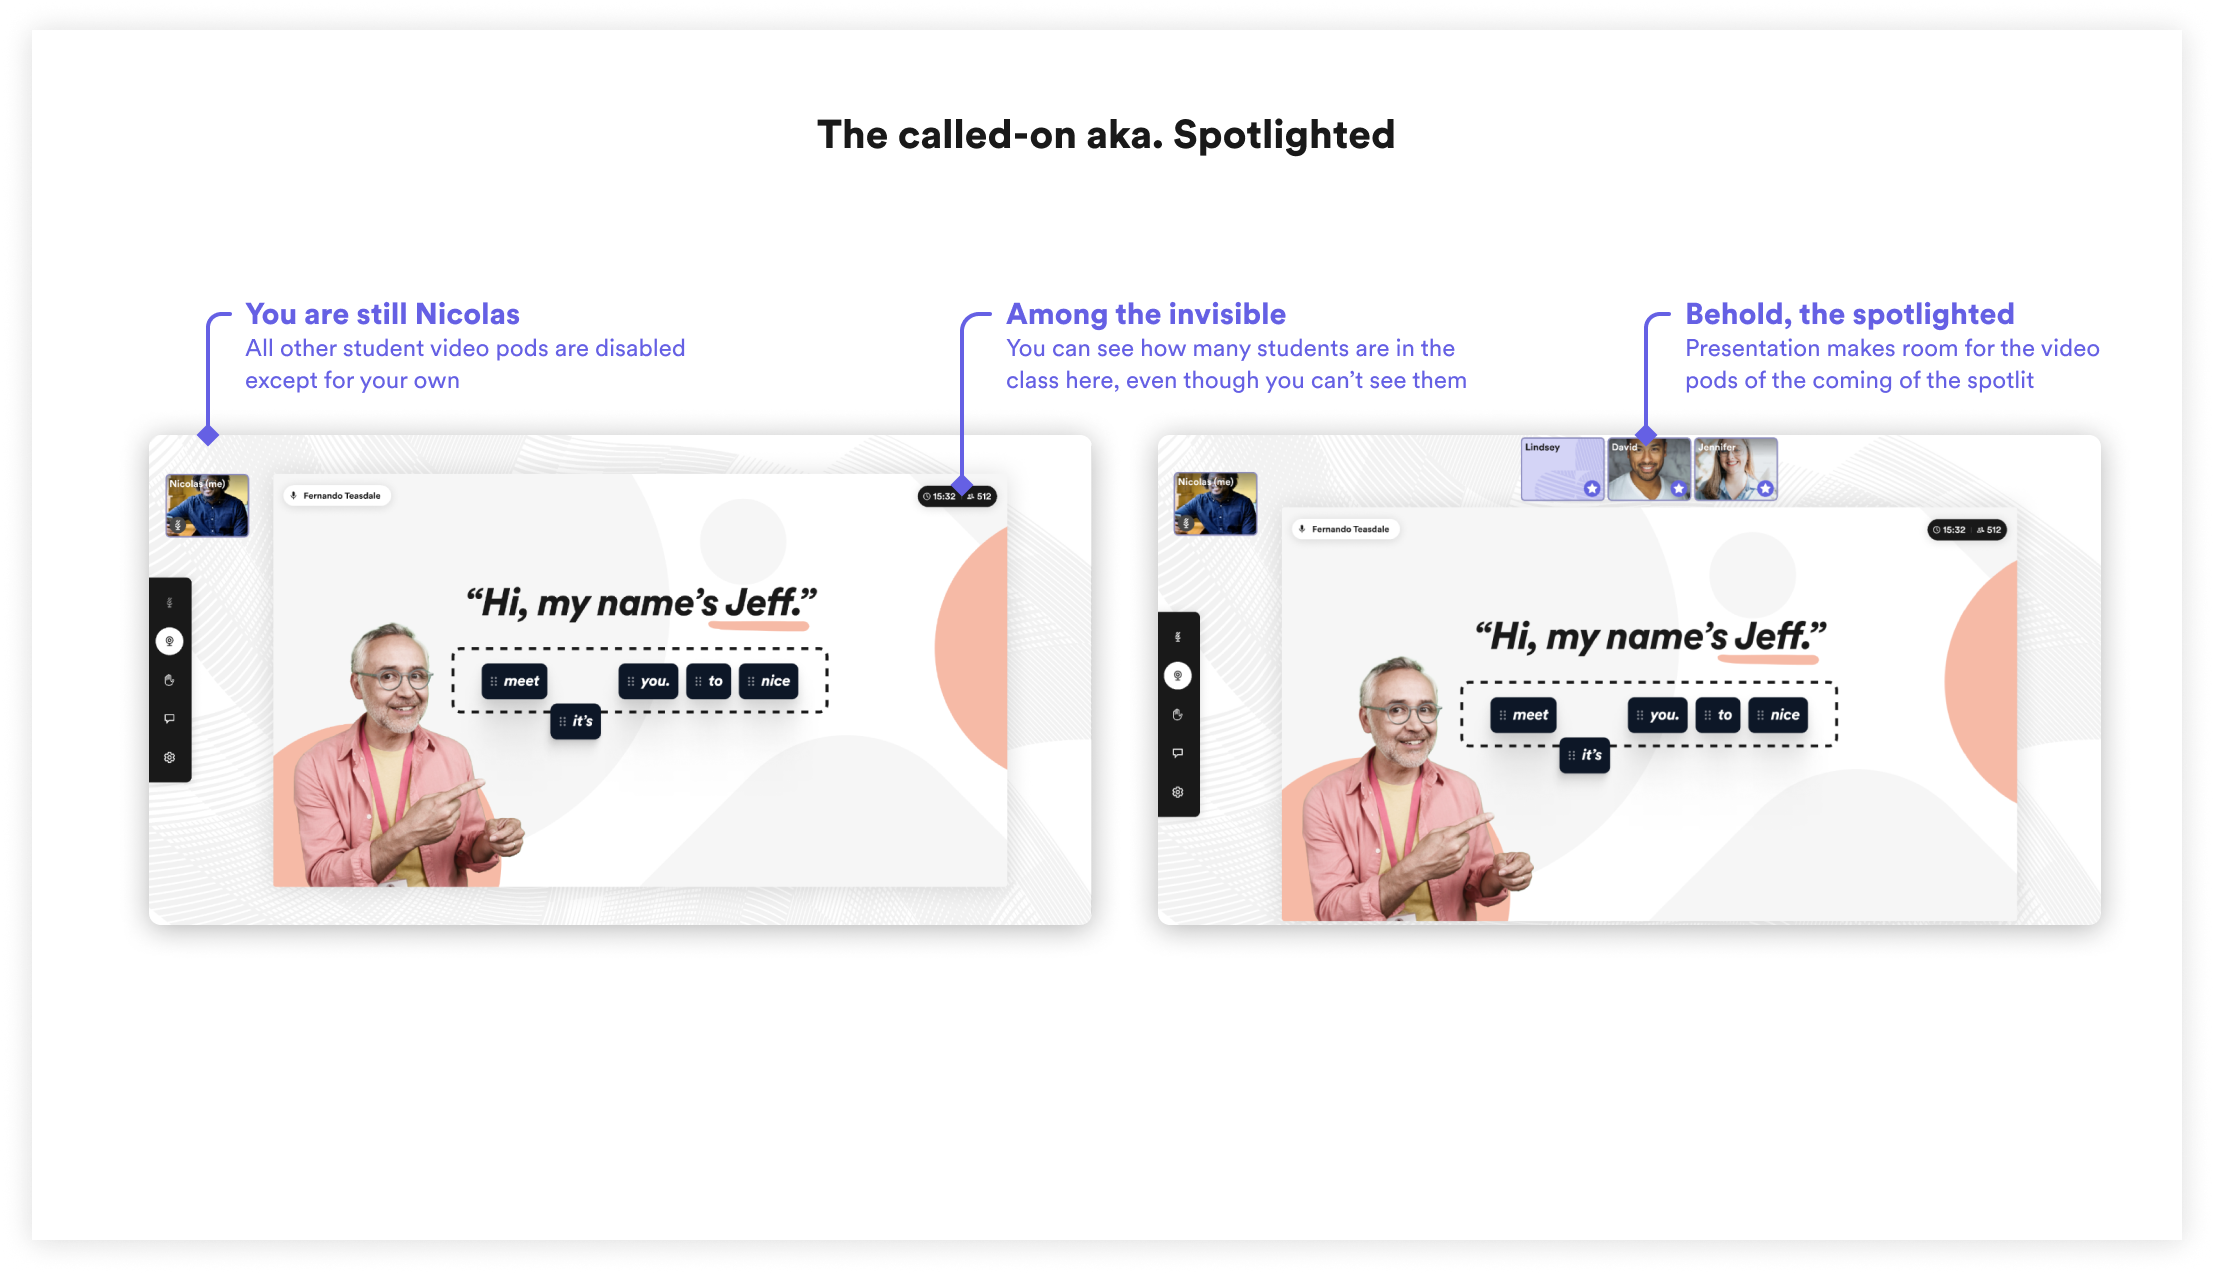 The called-on aka. Spotlighted
You are still Nicolas
All other student video pods are disabled
except for your own
Among the invisible
You can see how many students are in the
class here, even though you can't see them
Behold, the spotlighted
Presentation makes room for the video
pods of the coming of the spotlit
Nicolas (me)
Fernando Teasdale
15:32 512
“Hi, my name's Jeff.”
meet you. to nice
it's
Lindsey David Jennifer
Nicolas (me)
Fernando Teasdale
15:32 512
“Hi, my name's Jeff.”
meet you. to nice
it's